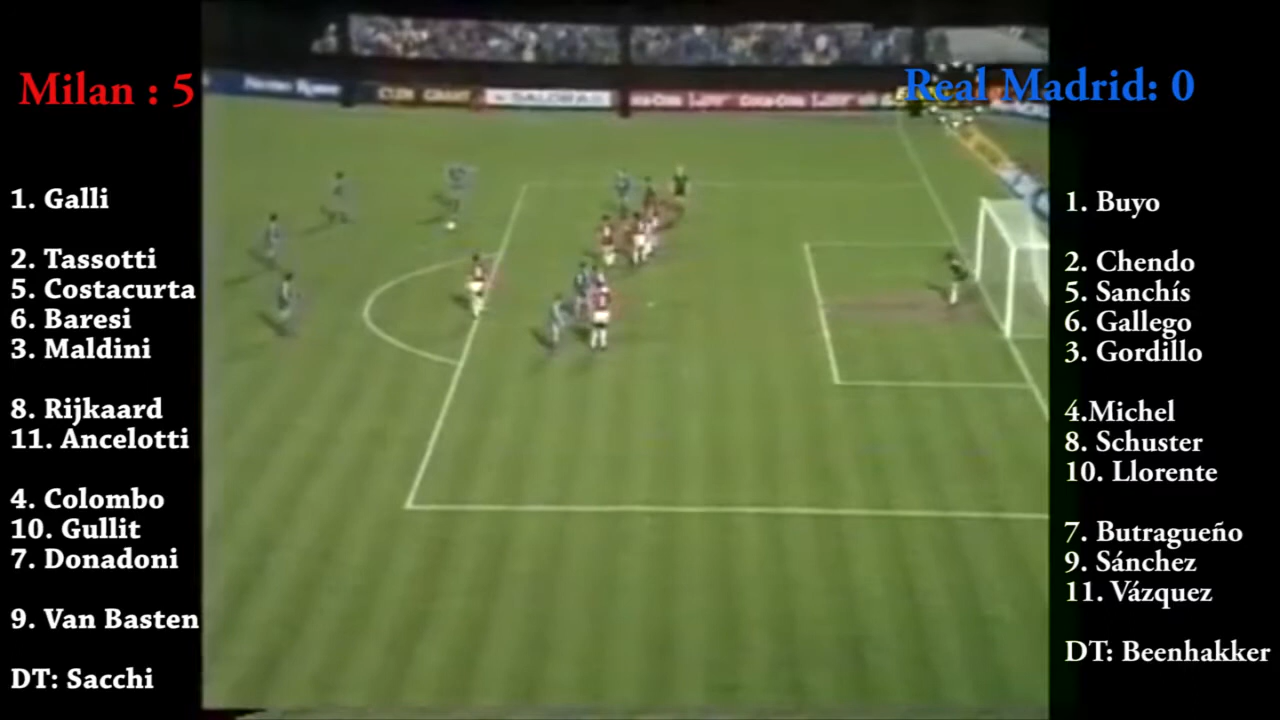 Milan : 5
Real Madrid: 0
1. Galli
2. Tassotti
5. Costacurta
6. Baresi
3. Maldini
8. Rijkaard
11. Ancelotti
4. Colombo
10. Gullit
7. Donadoni
9. Van Basten
DT: Sacchi
1. Buyo
2. Chendo
5. Sanchís
6. Gallego
3. Gordillo
4.Michel
8. Schuster
10. Llorente
7. Butragueño
9. Sánchez
11. Vázquez
DT: Beenhakker
Coca-Cola